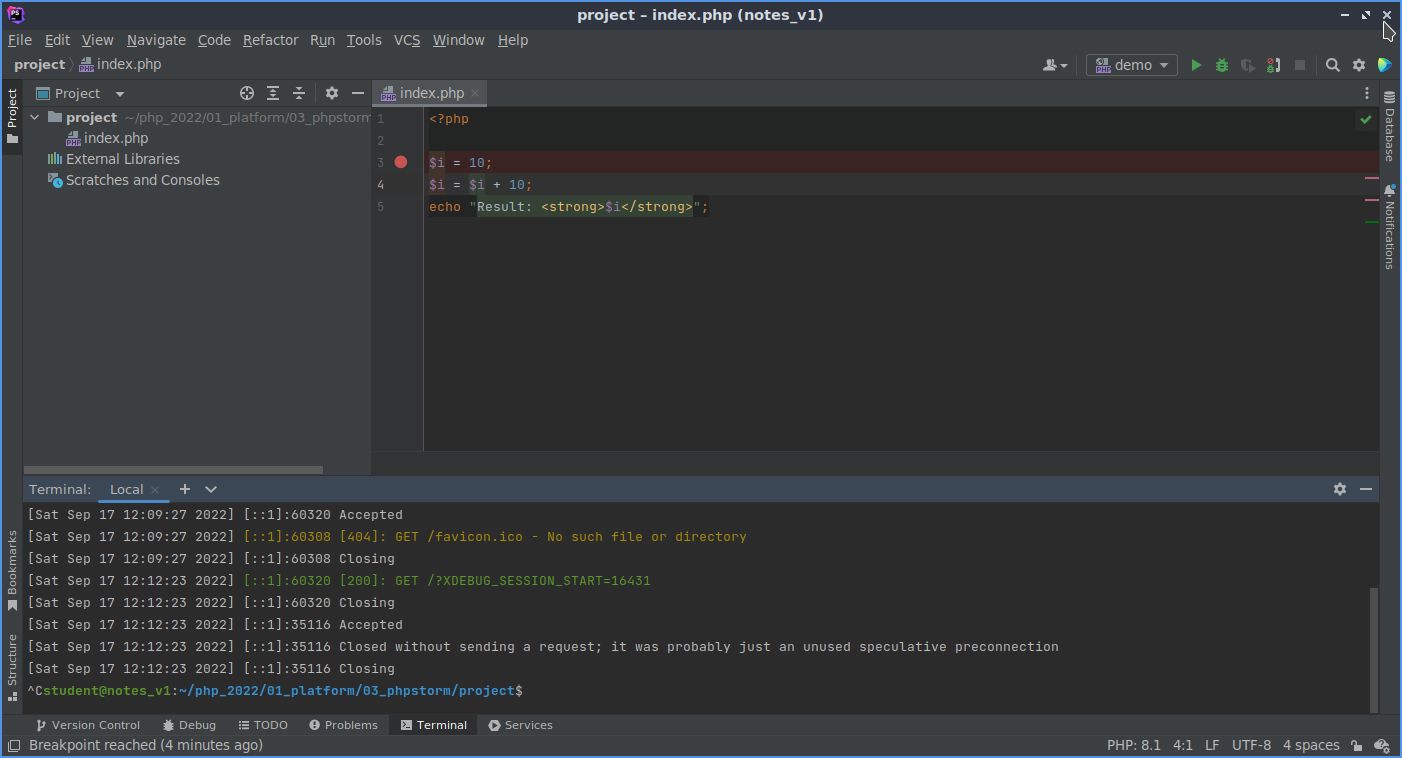 project – index.php (notes_v1)
File Edit View Navigate Code Refactor Run Tools VCS Window Help
project index.php
demo
Project
Project
index.php
project ~/php_2022/01_platform/03_phpstorm
index.php
External Libraries
Scratches and Consoles
1 <?php
2
3 $i = 10;
4 $i = $i + 10;
5 echo "Result: <strong>$i</strong>";
Database
Notifications
Terminal: Local
[Sat Sep 17 12:09:27 2022] [::1]:60320 Accepted
[Sat Sep 17 12:09:27 2022] [::1]:60308 [404]: GET /favicon.ico - No such file or directory
[Sat Sep 17 12:09:27 2022] [::1]:60308 Closing
[Sat Sep 17 12:12:23 2022] [::1]:60320 [200]: GET /?XDEBUG_SESSION_START=16431
[Sat Sep 17 12:12:23 2022] [::1]:60320 Closing
[Sat Sep 17 12:12:23 2022] [::1]:35116 Accepted
[Sat Sep 17 12:12:23 2022] [::1]:35116 Closed without sending a request; it was probably just an unused speculative preconnection
[Sat Sep 17 12:12:23 2022] [::1]:35116 Closing
^Cstudent@notes_v1:~/php_2022/01_platform/03_phpstorm/project$
Bookmarks
Structure
Version Control Debug TODO Problems Terminal Services
Breakpoint reached (4 minutes ago) PHP: 8.1 4:1 LF UTF-8 4 spaces